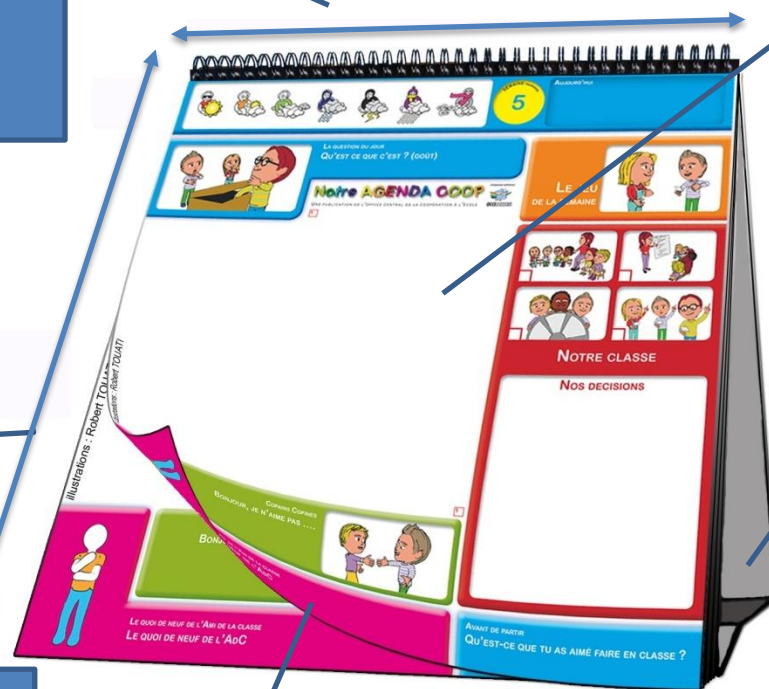 SEMAINE
5
AUJOURD'HUI
LA QUESTION DU JOUR
QU'EST CE QUE C'EST ? (GOÛT)
Notre AGENDA COOP
UNE PUBLICATION DE L'OFFICE CENTRAL DE LA COOPÉRATION À L'ECOLE
LE JEU
DE LA SEMAINE
NOTRE CLASSE
NOS DECISIONS
illustrations : Robert TOUATI
illustrations : Robert TOUATI
COPAINS COPINES
BONJOUR, JE N'AIME PAS ....
BONJ
LE QUOI DE NEUF DE L'AMI DE LA CLASSE
LE QUOI DE NEUF DE L'ADC
AVANT DE PARTIR
QU'EST-CE QUE TU AS AIMÉ FAIRE EN CLASSE ?